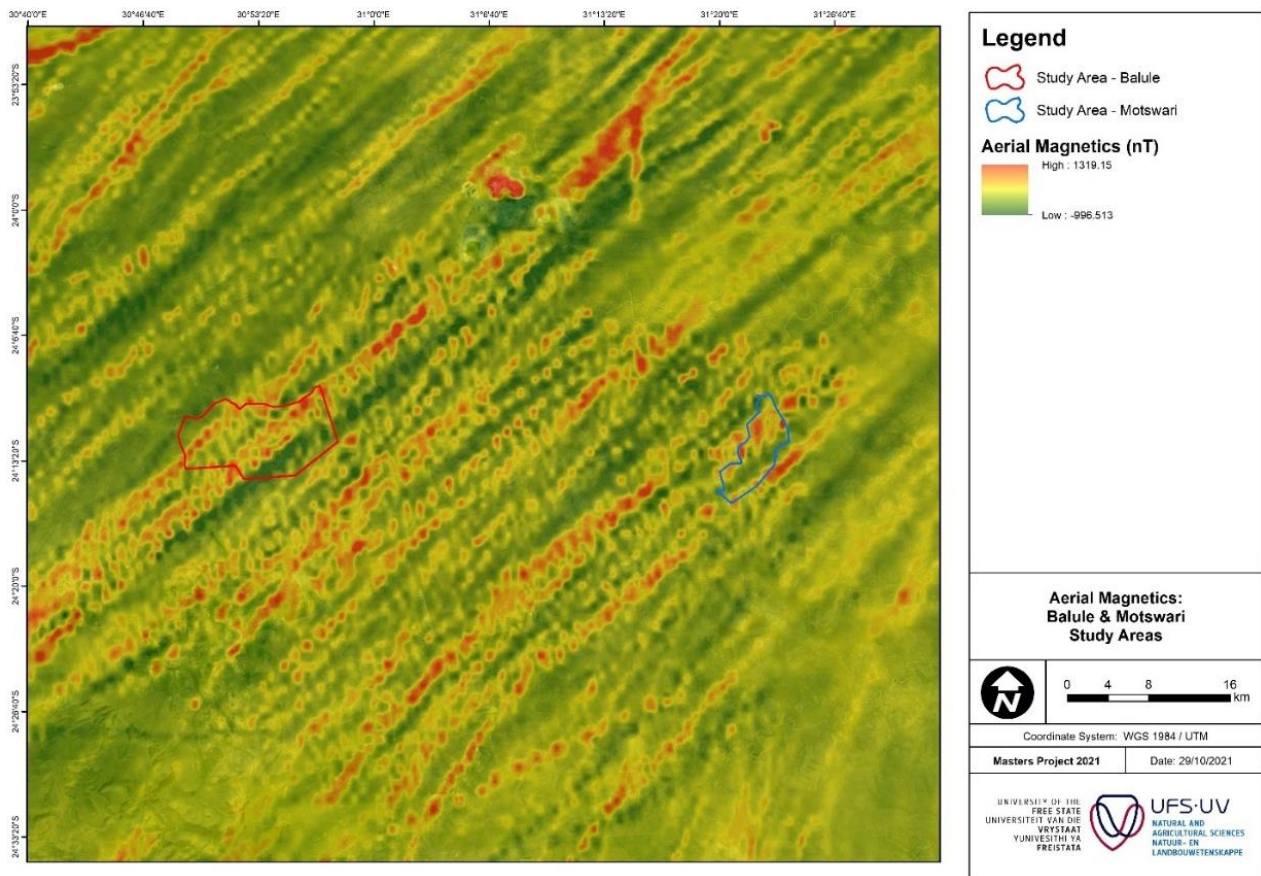 30°40'0"E 30°46'40"E 30°53'20"E 31°0'0"E 31°6'40"E 31°13'20"E 31°20'0"E 31°26'40"E
23°53'20"S
24°0'0"S
24°6'40"S
24°13'20"S
24°20'0"S
24°26'40"S
24°33'20"S
Legend
Study Area - Balule
Study Area - Motswari
Aerial Magnetics (nT)
High : 1319.15
Low : -996.513
Aerial Magnetics:
Balule & Motswari
Study Areas
N
0 4 8 16
km
Coordinate System: WGS 1984 / UTM
Masters Project 2021 Date: 29/10/2021
UNIVERSITY OF THE
FREE STATE
UNIVERSITEIT VAN DIE
VRYSTAAT
YUNIVESITHI YA
FREISTATA
UFS·UV
NATURAL AND
AGRICULTURAL SCIENCES
NATUUR- EN
LANDBOUWETENSKAPPE